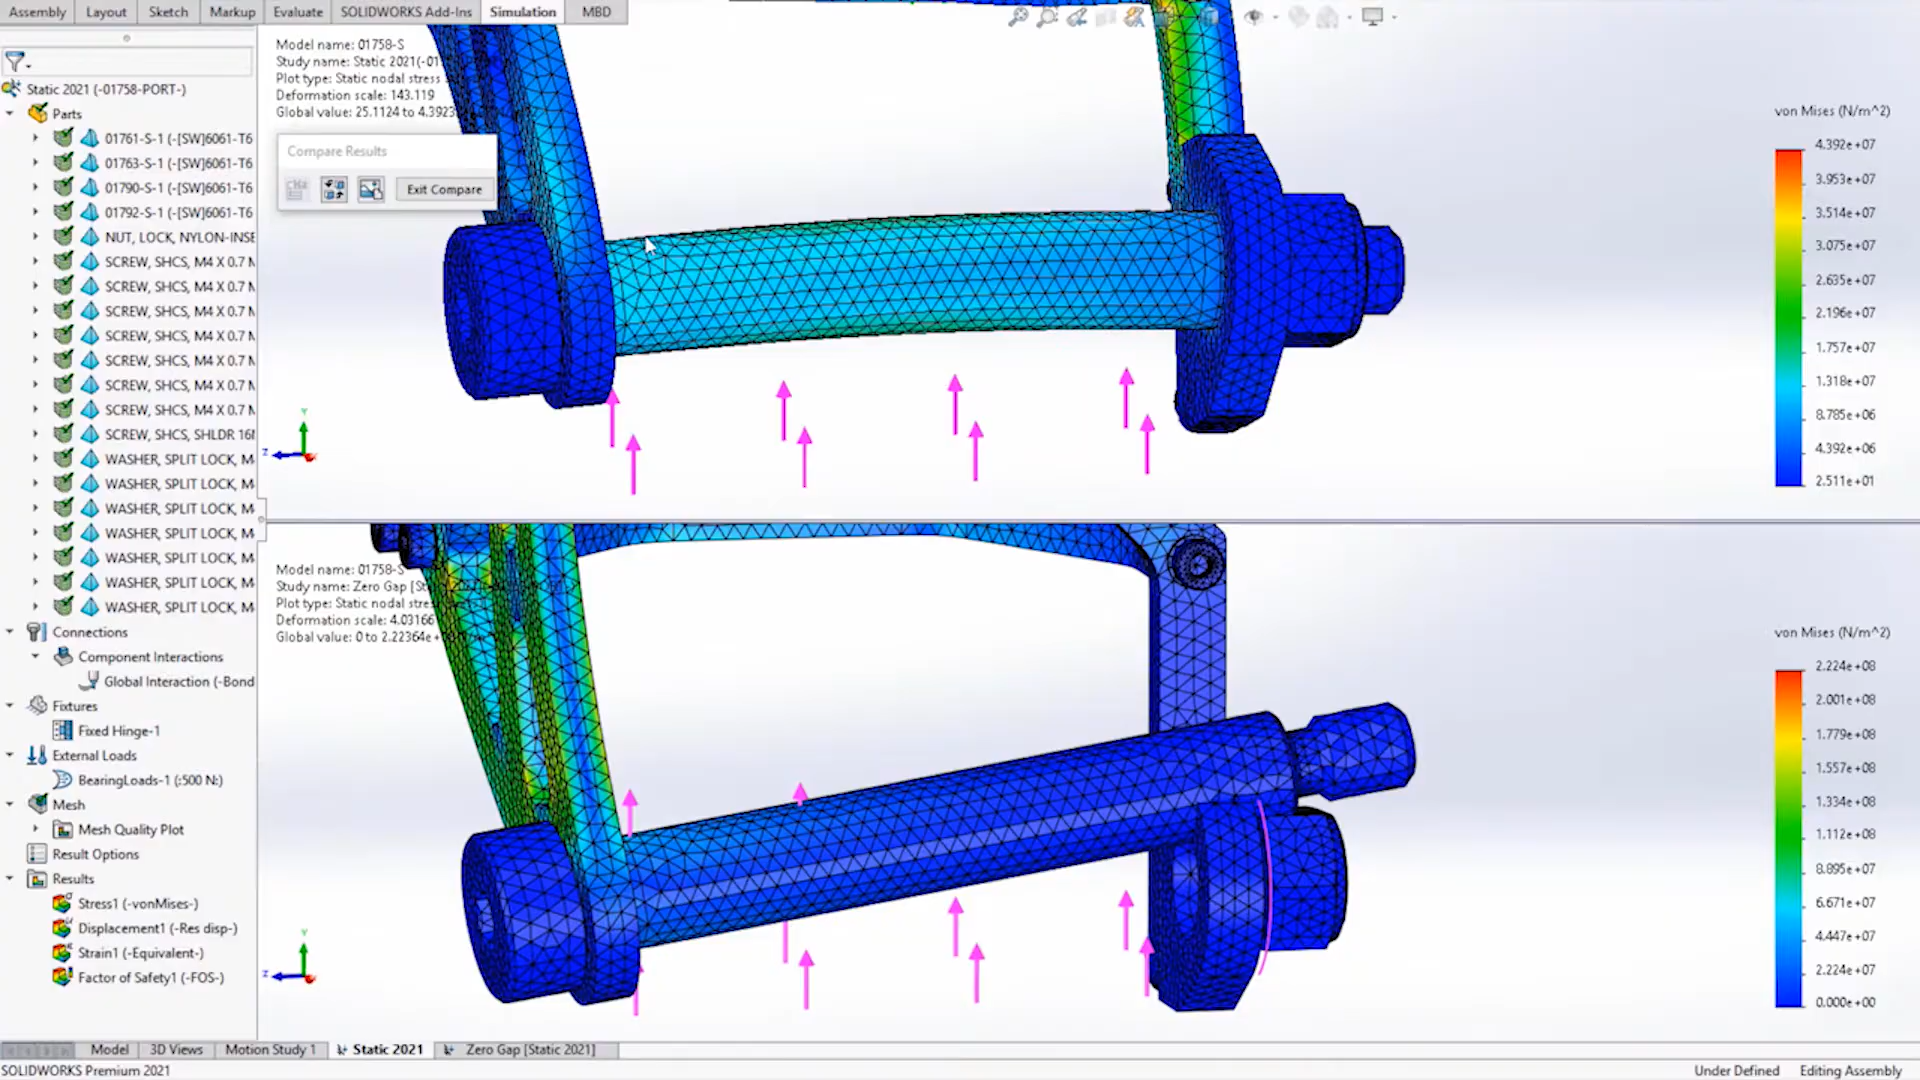 Assembly Layout Sketch Markup Evaluate SOLIDWORKS Add-Ins Simulation MBD
Static 2021 (-01758-PORT-)
Parts
01761-S-1 (-[SW]6061-T6
01763-S-1 (-[SW]6061-T6
01790-S-1 (-[SW]6061-T6
01792-S-1 (-[SW]6061-T6
NUT, LOCK, NYLON-INSE
SCREW, SHCS, M4 X 0.7 M
SCREW, SHCS, M4 X 0.7 M
SCREW, SHCS, M4 X 0.7 M
SCREW, SHCS, M4 X 0.7 M
SCREW, SHCS, M4 X 0.7 M
SCREW, SHCS, M4 X 0.7 M
SCREW, SHCS, M4 X 0.7 M
SCREW, SHCS, SHLDR 16
WASHER, SPLIT LOCK, M
WASHER, SPLIT LOCK, M
WASHER, SPLIT LOCK, M
WASHER, SPLIT LOCK, M
WASHER, SPLIT LOCK, M
WASHER, SPLIT LOCK, M
WASHER, SPLIT LOCK, M
Connections
Component Interactions
Global Interaction (-Bond
Fixtures
Fixed Hinge-1
External Loads
BearingLoads-1 (:500 N:)
Mesh
Mesh Quality Plot
Result Options
Results
Stress1 (-vonMises-)
Displacement1 (-Res disp-)
Strain1 (-Equivalent-)
Factor of Safety1 (-FOS-)
Model name: 01758-S
Study name: Static 2021(-01
Plot type: Static nodal stress
Deformation scale: 143.119
Global value: 25.1124 to 4.3923
Compare Results
Exit Compare
von Mises (N/m^2)
4.392e+07
3.953e+07
3.514e+07
3.075e+07
2.635e+07
2.196e+07
1.757e+07
1.318e+07
8.785e+06
4.392e+06
2.511e+01
Y
Z
Model name: 01758-S
Study name: Zero Gap [St
Plot type: Static nodal stre
Deformation scale: 4.03166
Global value: 0 to 2.22364e+
von Mises (N/m^2)
2.224e+08
2.001e+08
1.779e+08
1.557e+08
1.334e+08
1.112e+08
8.895e+07
6.671e+07
4.447e+07
2.224e+07
0.000e+00
Y
Z
Model 3D Views Motion Study 1 Static 2021 Zero Gap [Static 2021]
SOLIDWORKS Premium 2021 Under Defined Editing Assembly